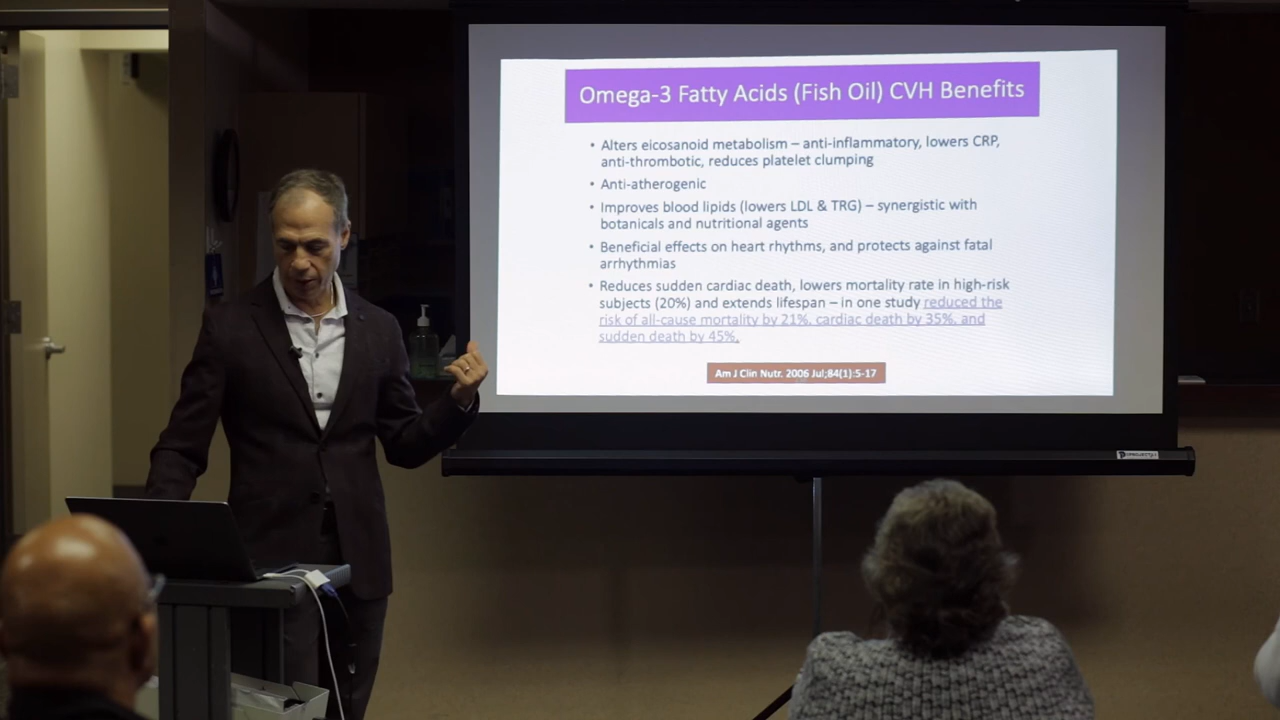 Omega-3 Fatty Acids (Fish Oil) CVH Benefits
• Alters eicosanoid metabolism – anti-inflammatory, lowers CRP,
anti-thrombotic, reduces platelet clumping
• Anti-atherogenic
• Improves blood lipids (lowers LDL & TRG) – synergistic with
botanicals and nutritional agents
• Beneficial effects on heart rhythms, and protects against fatal
arrhythmias
• Reduces sudden cardiac death, lowers mortality rate in high-risk
subjects (20%) and extends lifespan – in one study reduced the
risk of all-cause mortality by 21%, cardiac death by 35%, and
sudden death by 45%.
Am J Clin Nutr. 2006 Jul;84(1):5-17